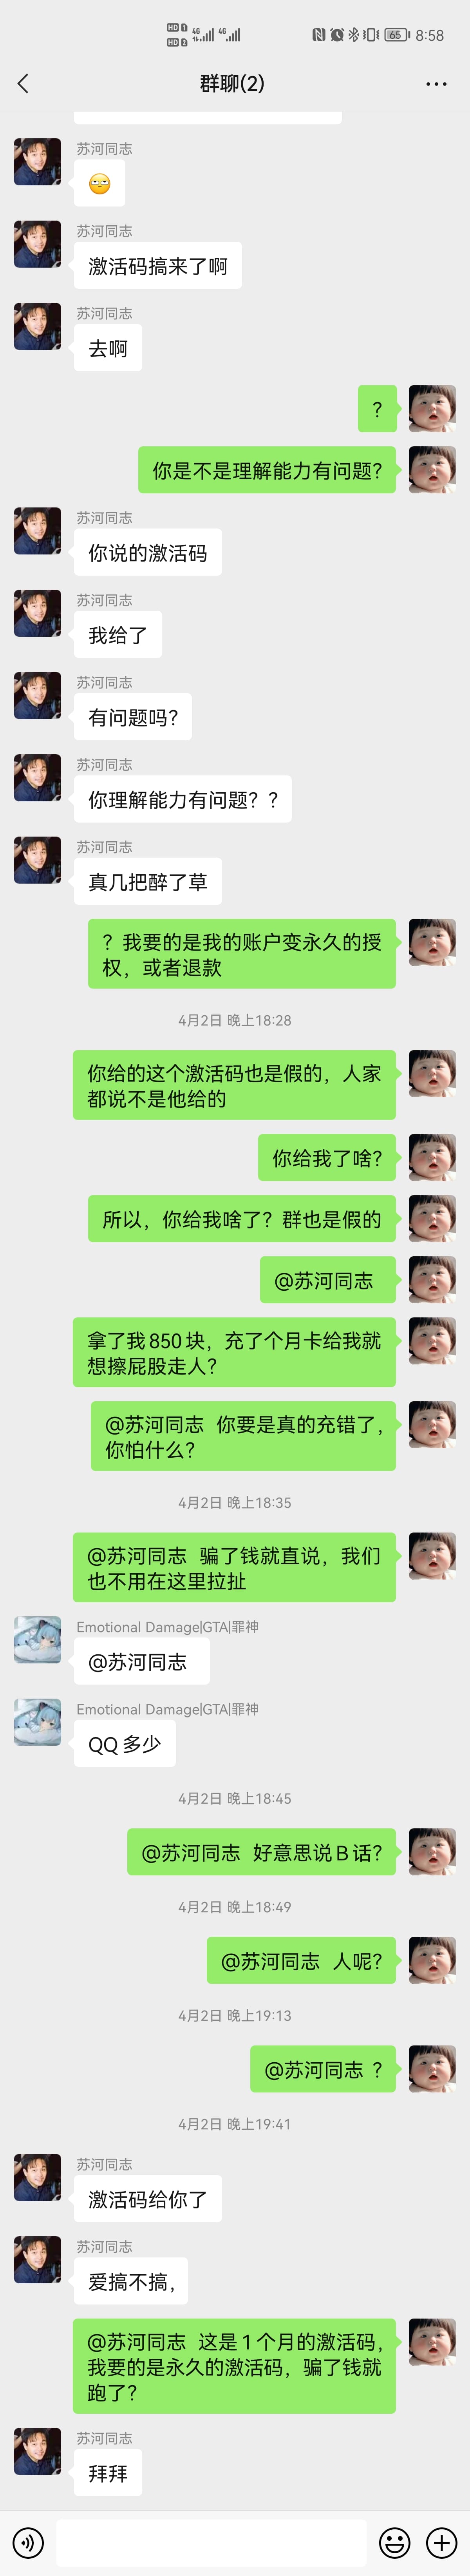 HD 1 4G 4G
HD 2
65 8:58
群聊(2)
苏河同志
苏河同志
激活码搞来了啊
苏河同志
去啊
？
你是不是理解能力有问题？
苏河同志
你说的激活码
苏河同志
我给了
苏河同志
有问题吗？
苏河同志
你理解能力有问题？？
苏河同志
真几把醉了草
？我要的是我的账户变永久的授
权，或者退款
4月2日 晚上18:28
你给的这个激活码也是假的，人家
都说不是他给的
你给我了啥？
所以，你给我啥了？群也是假的
@苏河同志
拿了我850块，充了个月卡给我就
想擦屁股走人？
@苏河同志 你要是真的充错了，
你怕什么？
4月2日 晚上18:35
@苏河同志 骗了钱就直说，我们
也不用在这里拉扯
Emotional Damage|GTA|罪神
@苏河同志
Emotional Damage|GTA|罪神
QQ多少
4月2日 晚上18:45
@苏河同志 好意思说B话？
4月2日 晚上18:49
@苏河同志 人呢？
4月2日 晚上19:13
@苏河同志 ？
4月2日 晚上19:41
苏河同志
激活码给你了
苏河同志
爱搞不搞，
@苏河同志 这是1个月的激活码，
我要的是永久的激活码，骗了钱就
跑了？
苏河同志
拜拜